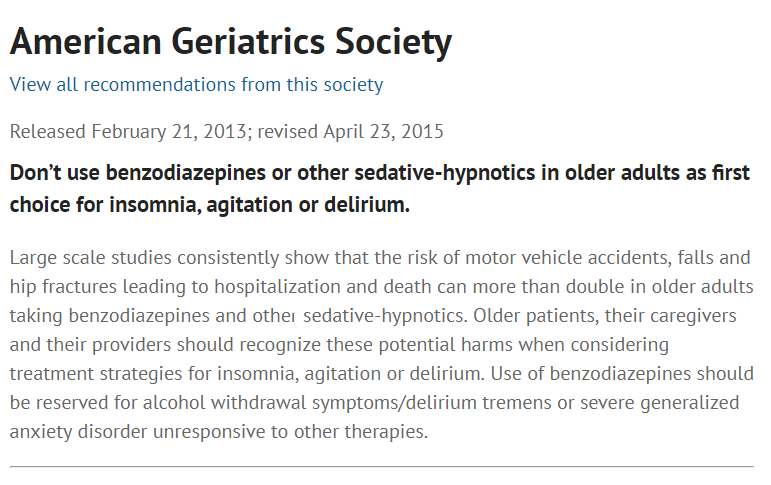 American Geriatrics Society
View all recommendations from this society
Released February 21, 2013; revised April 23, 2015
Don’t use benzodiazepines or other sedative-hypnotics in older adults as first
choice for insomnia, agitation or delirium.
Large scale studies consistently show that the risk of motor vehicle accidents, falls and
hip fractures leading to hospitalization and death can more than double in older adults
taking benzodiazepines and other sedative-hypnotics. Older patients, their caregivers
and their providers should recognize these potential harms when considering
treatment strategies for insomnia, agitation or delirium. Use of benzodiazepines should
be reserved for alcohol withdrawal symptoms/delirium tremens or severe generalized
anxiety disorder unresponsive to other therapies.